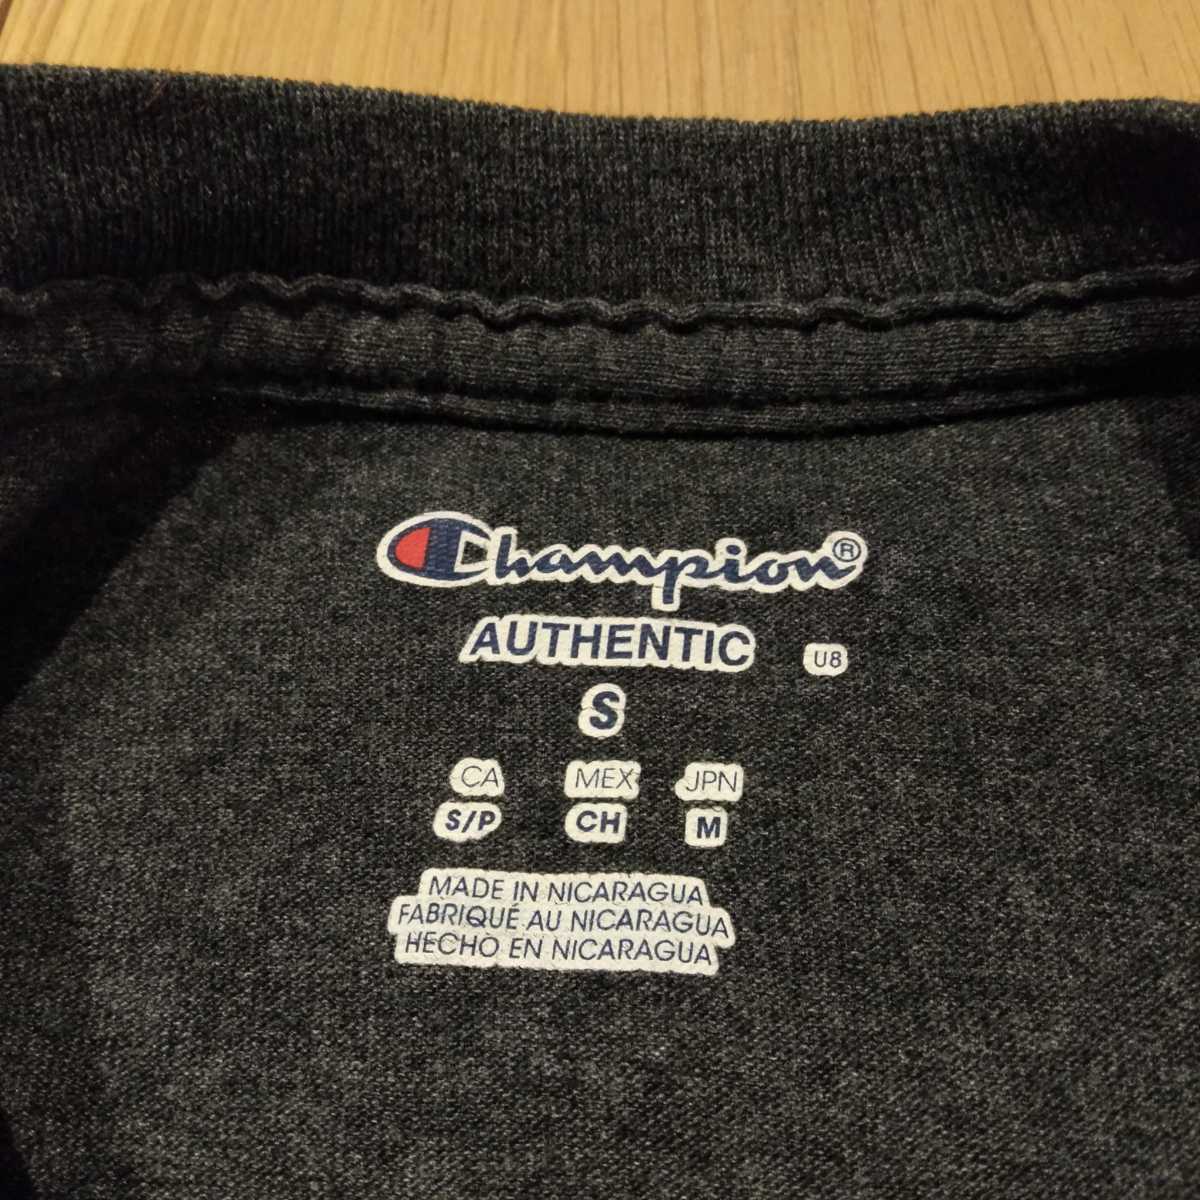 Champion®
AUTHENTIC
U8
S
CA MEX JPN
S/P CH M
MADE IN NICARAGUA
FABRIQUÉ AU NICARAGUA
HECHO EN NICARAGUA